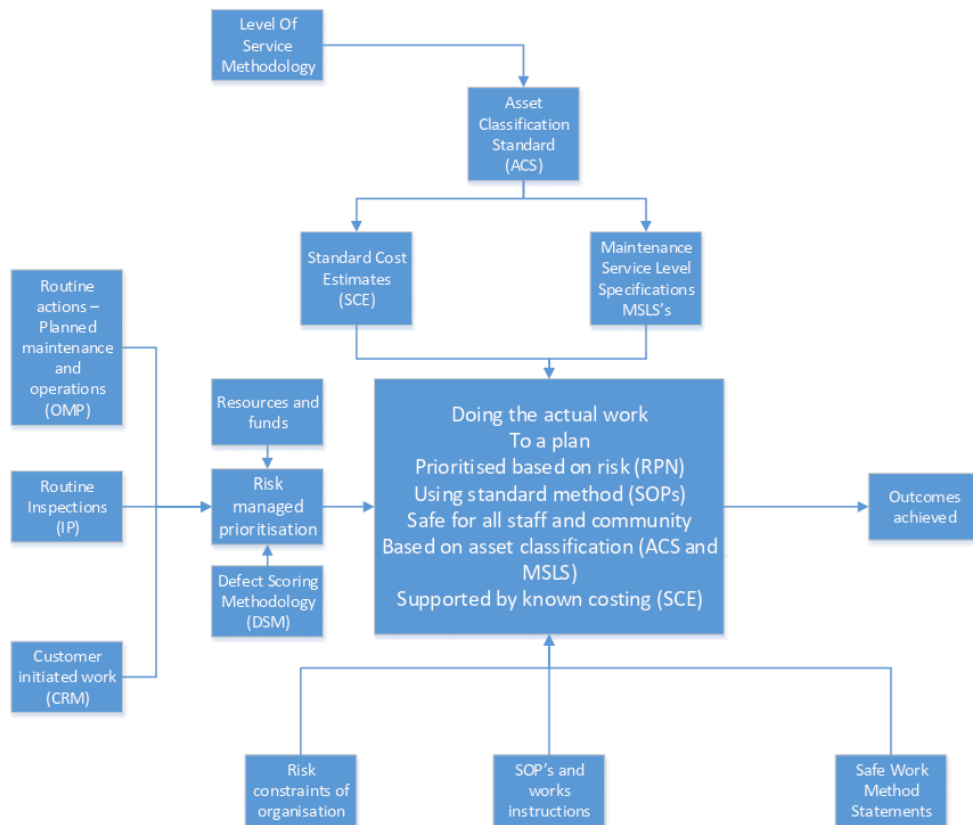 Level Of
Service
Methodology
Asset
Classification
Standard
(ACS)
Standard Cost
Estimates
(SCE)
Maintenance
Service Level
Specifications
MSLS's
Routine
actions –
Planned
maintenance
and
operations
(OMP)
Resources and
funds
Routine
Inspections
(IP)
Risk
managed
prioritisation
Defect Scoring
Methodology
(DSM)
Customer
initiated work
(CRM)
Doing the actual work
To a plan
Prioritised based on risk (RPN)
Using standard method (SOPs)
Safe for all staff and community
Based on asset classification (ACS and
MSLS)
Supported by known costing (SCE)
Outcomes
achieved
Risk
constraints of
organisation
SOP's and
works
instructions
Safe Work
Method
Statements